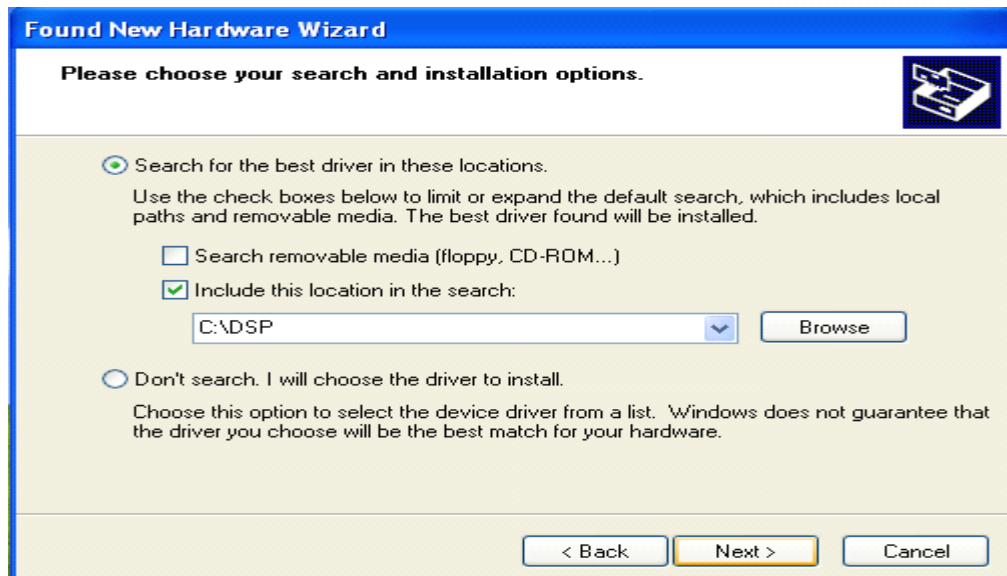 Found New Hardware Wizard
Please choose your search and installation options.
Search for the best driver in these locations.
Use the check boxes below to limit or expand the default search, which includes local
paths and removable media. The best driver found will be installed.
Search removable media (floppy, CD-ROM...)
Include this location in the search:
C:\DSP
Browse
Don't search. I will choose the driver to install.
Choose this option to select the device driver from a list. Windows does not guarantee that
the driver you choose will be the best match for your hardware.
< Back
Next >
Cancel